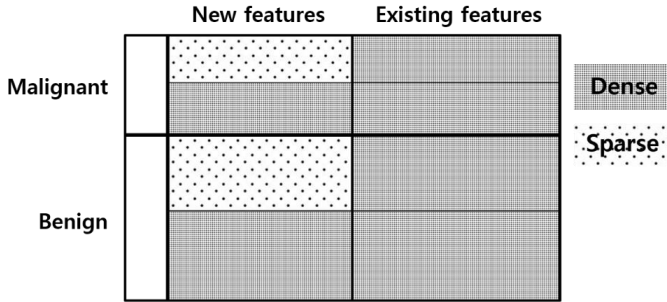 New features Existing features
Malignant
Dense
Sparse
Benign